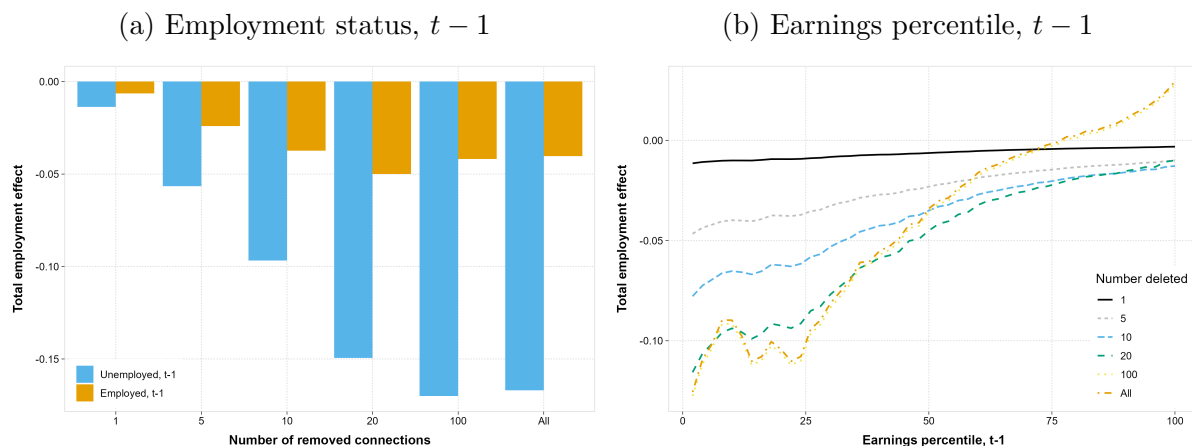 (a) Employment status, t − 1
(b) Earnings percentile, t − 1
0.00
-0.05
-0.10
-0.15
Total employment effect
Unemployed, t-1
Employed, t-1
1 5 10 20 100 All
Number of removed connections
0.00
-0.05
-0.10
Total employment effect
Number deleted
1
5
10
20
100
All
0 25 50 75 100
Earnings percentile, t-1